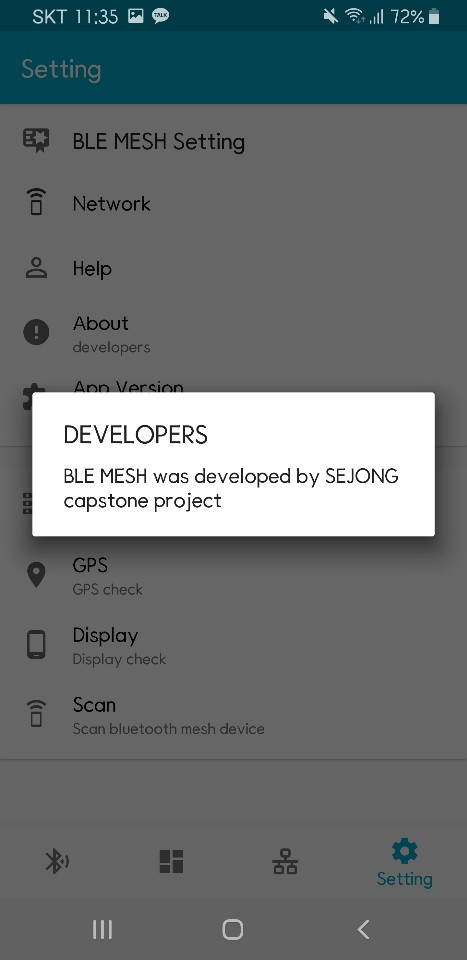 SKT 11:35 TALK 72%
Setting
BLE MESH Setting
Network
Help
About
developers
App Version
DEVELOPERS
BLE MESH was developed by SEJONG
capstone project
GPS
GPS check
Display
Display check
Scan
Scan bluetooth mesh device
Setting